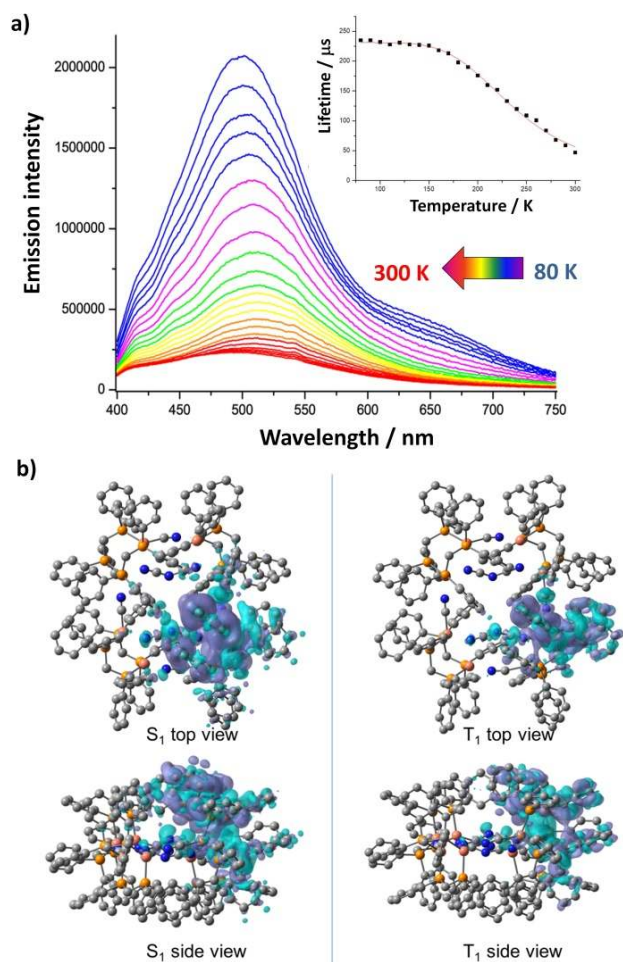 a)
Emission intensity
2000000
1500000
1000000
500000
0
400 450 500 550 600 650 700 750
Wavelength / nm
Lifetime / μs
250
200
150
100
50
0
100 150 200 250 300
Temperature / K
300 K
80 K
b)
S₁ top view
T₁ top view
S₁ side view
T₁ side view